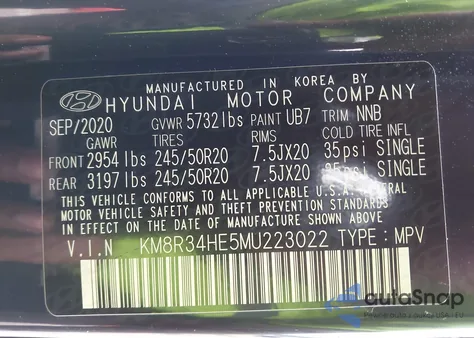 MANUFACTURED IN KOREA BY
HYUNDAI MOTOR COMPANY
SEP/2020 GVWR 5732lbs PAINT UB7 TRIM NNB
GAWR TIRES RIMS COLD TIRE INFL
FRONT 2954lbs 245/50R20 7.5JX20 35psi SINGLE
REAR 3197lbs 245/50R20 7.5JX20 35psi SINGLE
THIS VEHICLE CONFORMS TO ALL APPLICABLE U.S.A. FEDERAL
MOTOR VEHICLE SAFETY AND THEFT PREVENTION STANDARDS IN
EFFECT ON THE DATE OF MANUFACTURE SHOWN ABOVE.
V.I.N KM8R34HE5MU223022 TYPE: MPV
autoSnap